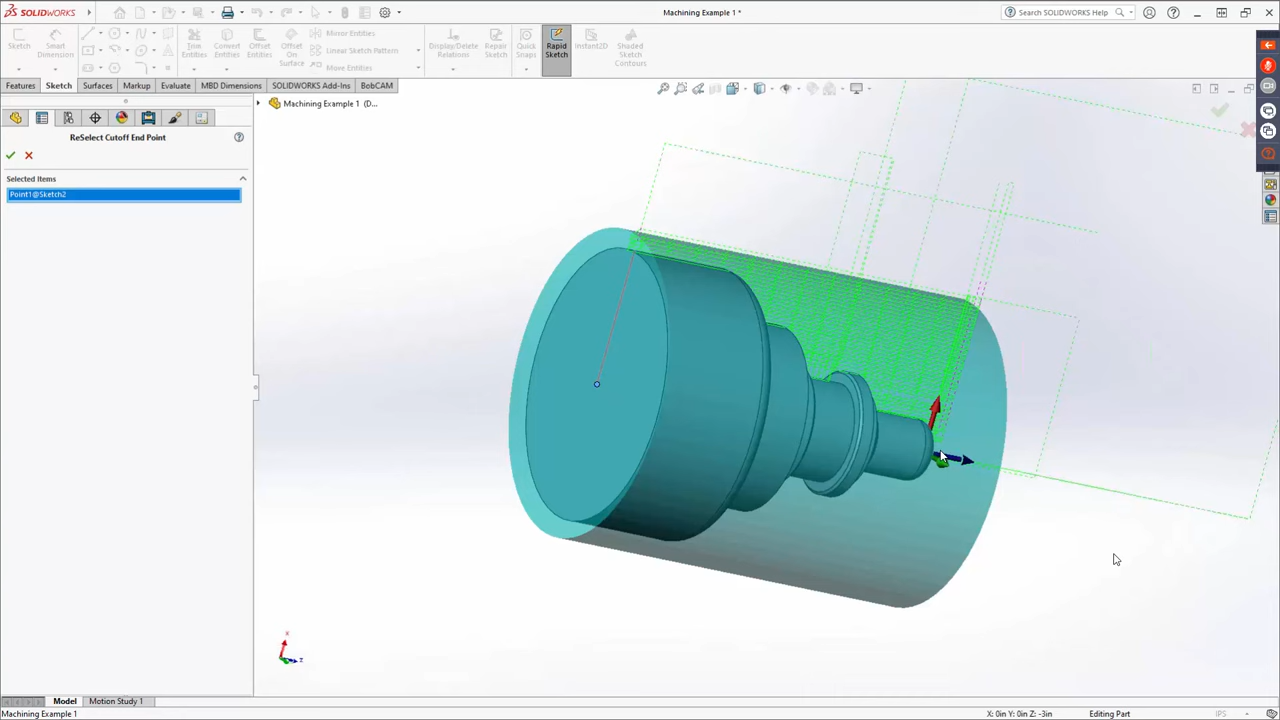 SOLIDWORKS
Machining Example 1 *
Search SOLIDWORKS Help
Sketch
Smart Dimension
Trim Entities
Convert Entities
Offset Entities
Offset On Surface
Mirror Entities
Linear Sketch Pattern
Move Entities
Display/Delete Relations
Repair Sketch
Quick Snaps
Rapid Sketch
Instant2D
Shaded Sketch Contours
Features
Sketch
Surfaces
Markup
Evaluate
MBD Dimensions
SOLIDWORKS Add-Ins
BobCAM
Machining Example 1 (D...
ReSelect Cutoff End Point
Selected Items
Point1@Sketch2
x
z
Model
Motion Study 1
Machining Example 1
X: 0in Y: 0in Z: -3in
Editing Part
IPS